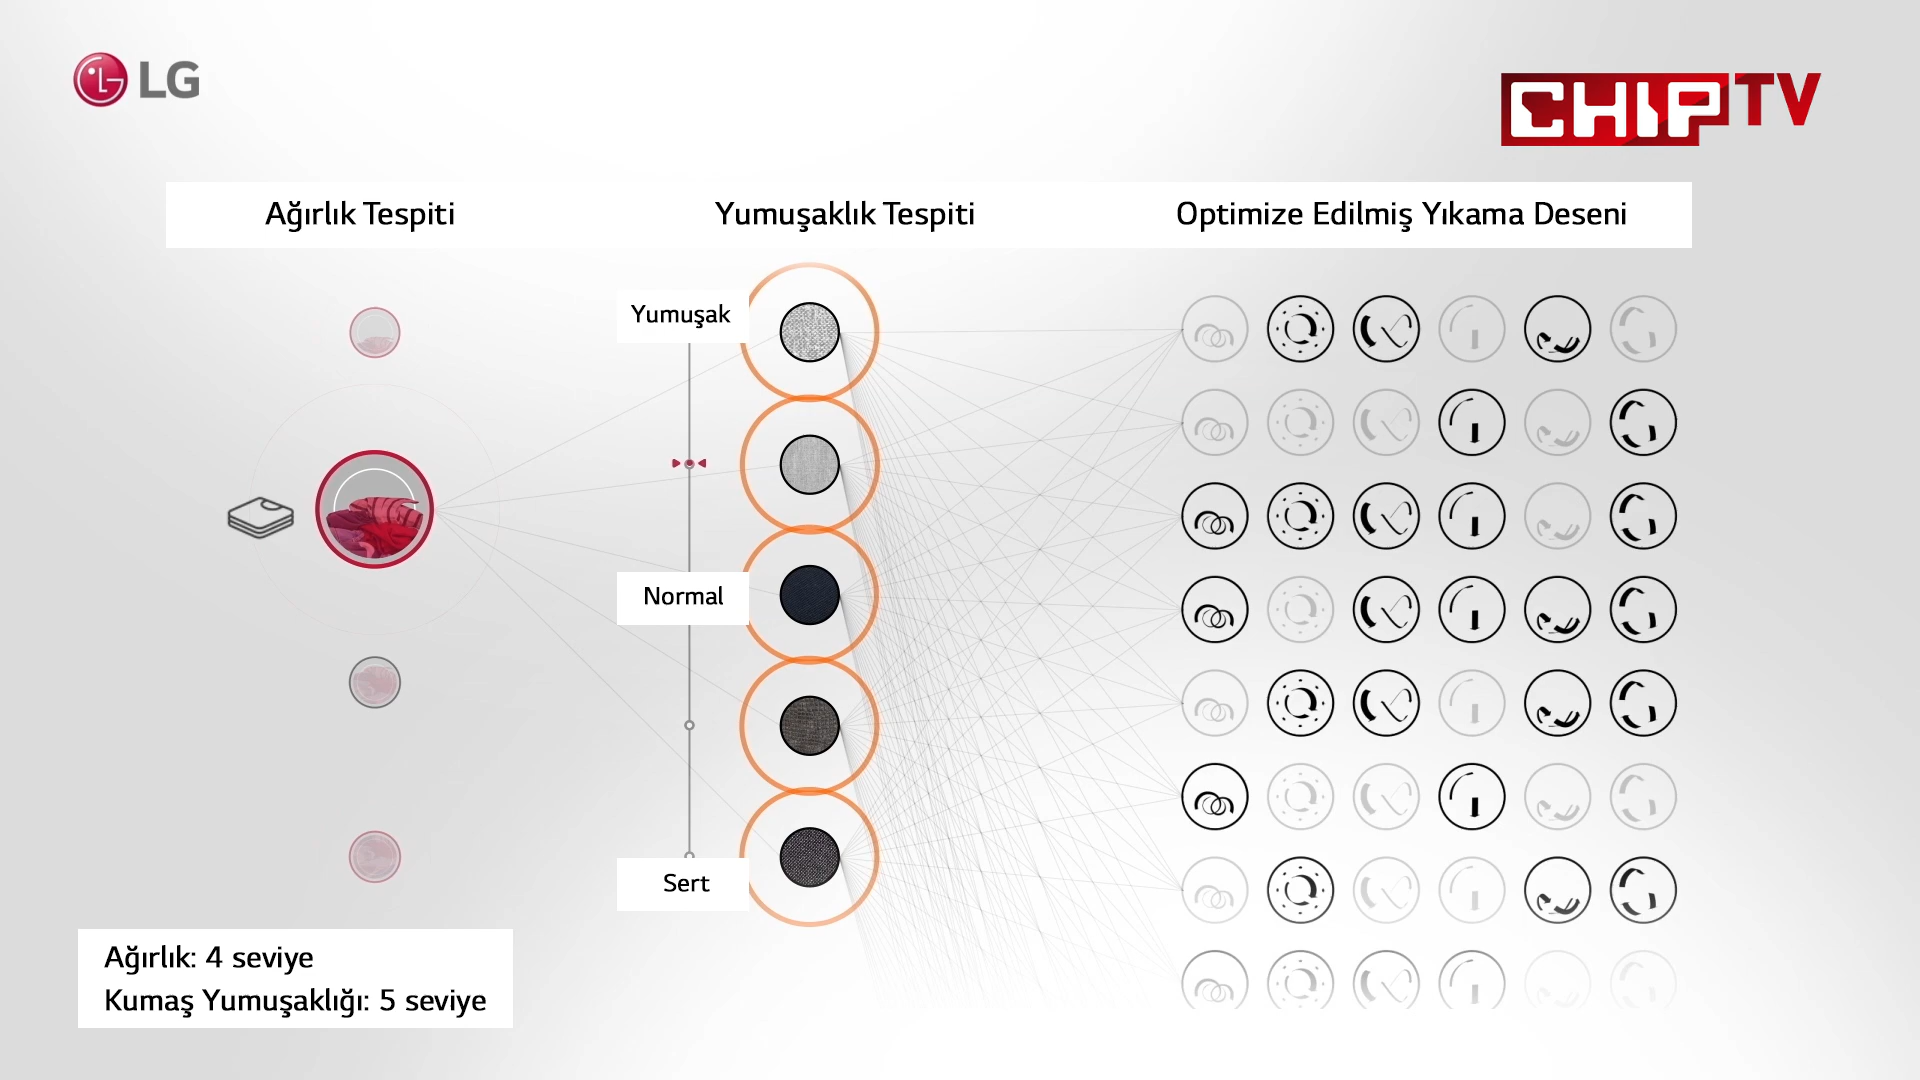 LG
CHIP TV
Ağırlık Tespiti
Yumuşaklık Tespiti
Optimize Edilmiş Yıkama Deseni
Yumuşak
Normal
Sert
Ağırlık: 4 seviye
Kumaş Yumuşaklığı: 5 seviye